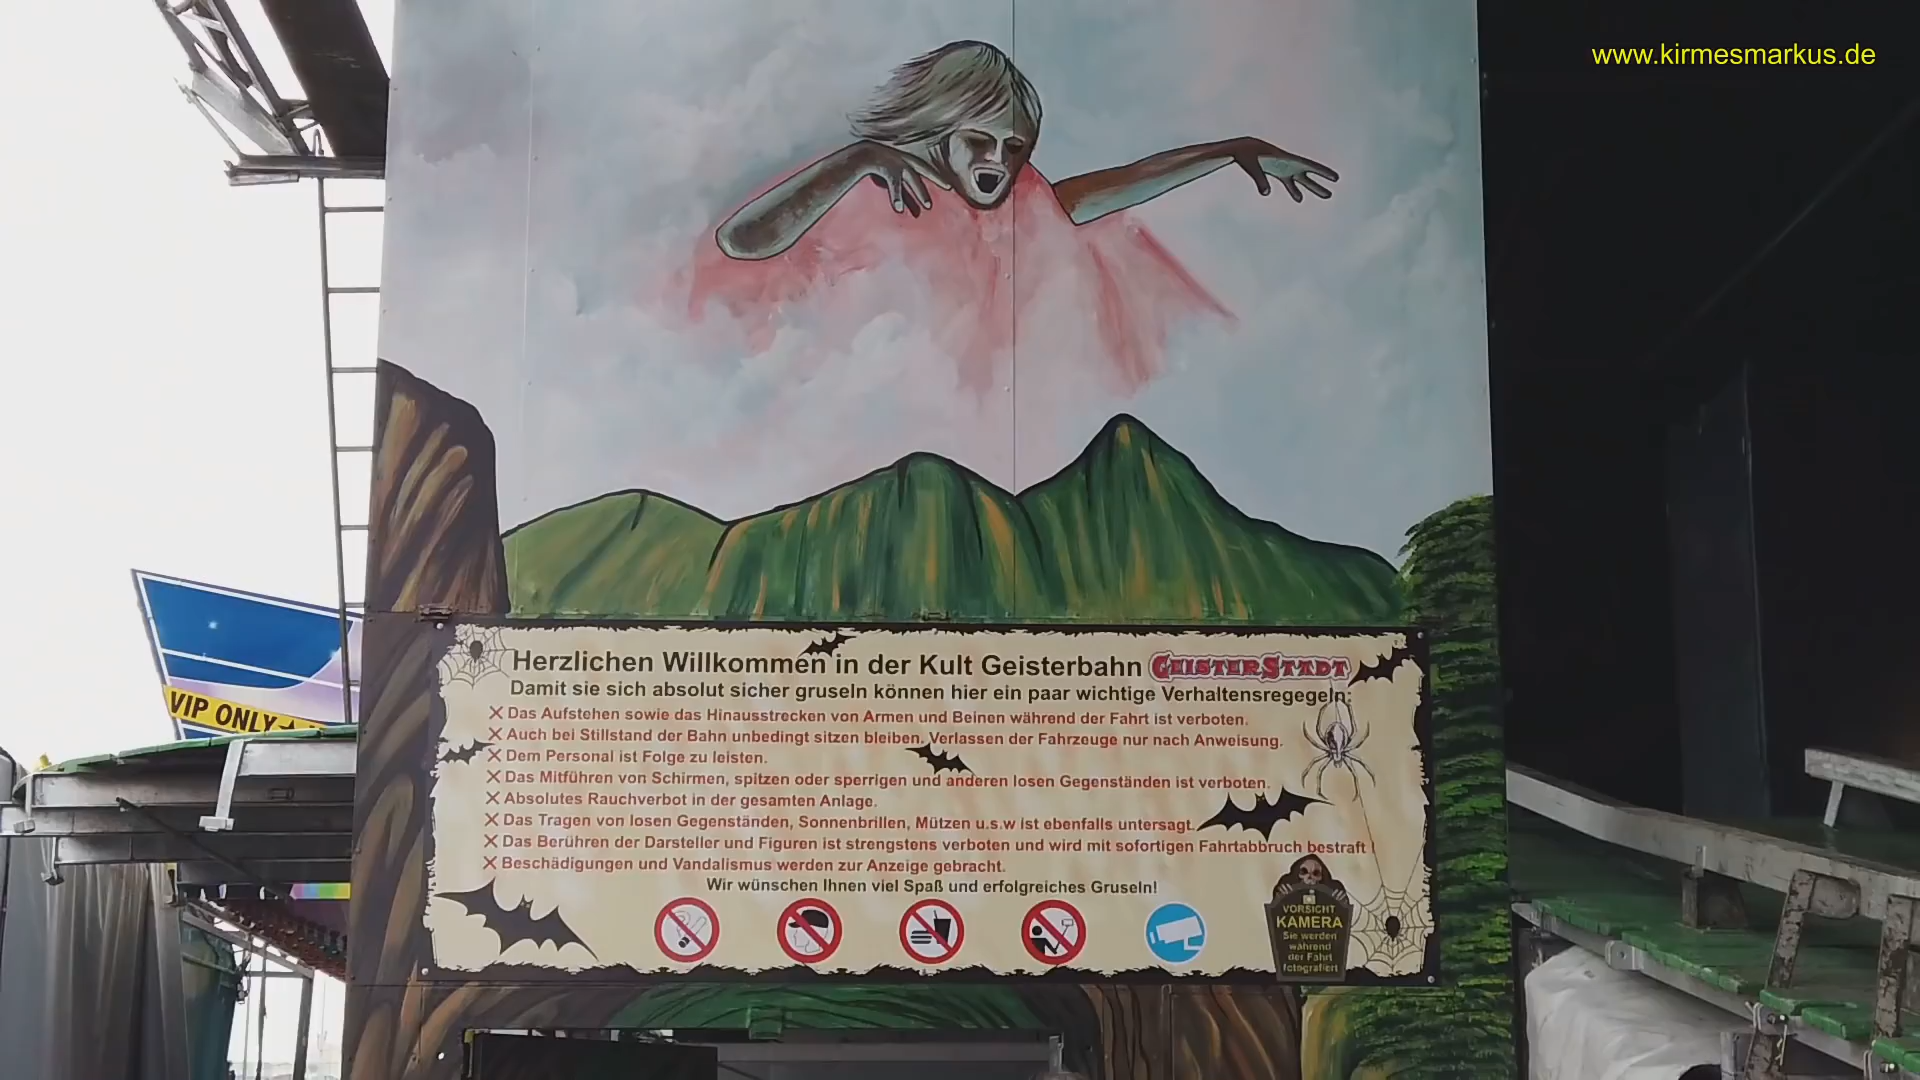 www.kirmesmarkus.de
VIP ONLY
Herzlichen Willkommen in der Kult Geisterbahn GEISTERSTADT
Damit sie sich absolut sicher gruseln können hier ein paar wichtige Verhaltensregegeln:
X Das Aufstehen sowie das Hinausstrecken von Armen und Beinen während der Fahrt ist verboten.
X Auch bei Stillstand der Bahn unbedingt sitzen bleiben. Verlassen der Fahrzeuge nur nach Anweisung.
X Dem Personal ist Folge zu leisten.
X Das Mitführen von Schirmen, spitzen oder sperrigen und anderen losen Gegenständen ist verboten.
X Absolutes Rauchverbot in der gesamten Anlage.
X Das Tragen von losen Gegenständen, Sonnenbrillen, Mützen u.s.w ist ebenfalls untersagt.
X Das Berühren der Darsteller und Figuren ist strengstens verboten und wird mit sofortigen Fahrtabbruch bestraft !
X Beschädigungen und Vandalismus werden zur Anzeige gebracht.
Wir wünschen Ihnen viel Spaß und erfolgreiches Gruseln!
VORSICHT
KAMERA
Sie werden
während
der Fahrt
fotografiert